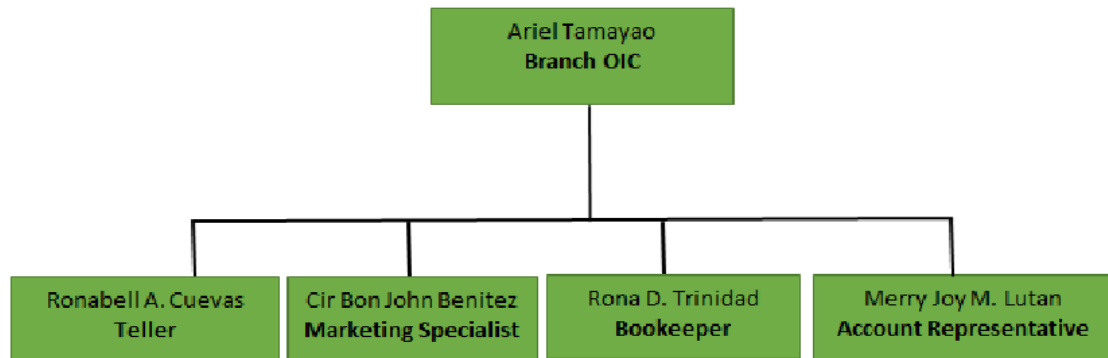 Ariel Tamayao
Branch OIC
Ronabell A. Cuevas
Teller
Cir Bon John Benitez
Marketing Specialist
Rona D. Trinidad
Bookeeper
Merry Joy M. Lutan
Account Representative